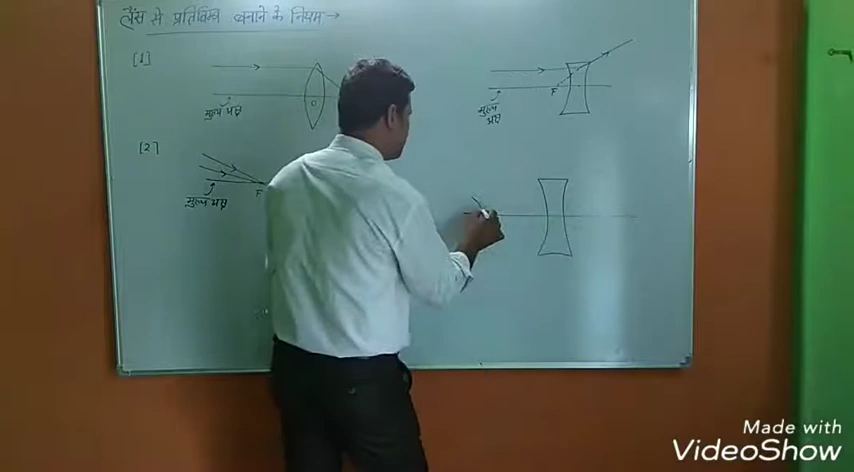 लैंस से प्रतिबिम्ब बनाने के नियम →
[1]
O
मुख्य अक्ष
F
मुख्य अक्ष
[2]
F
मुख्य अक्ष
Made with
VideoShow